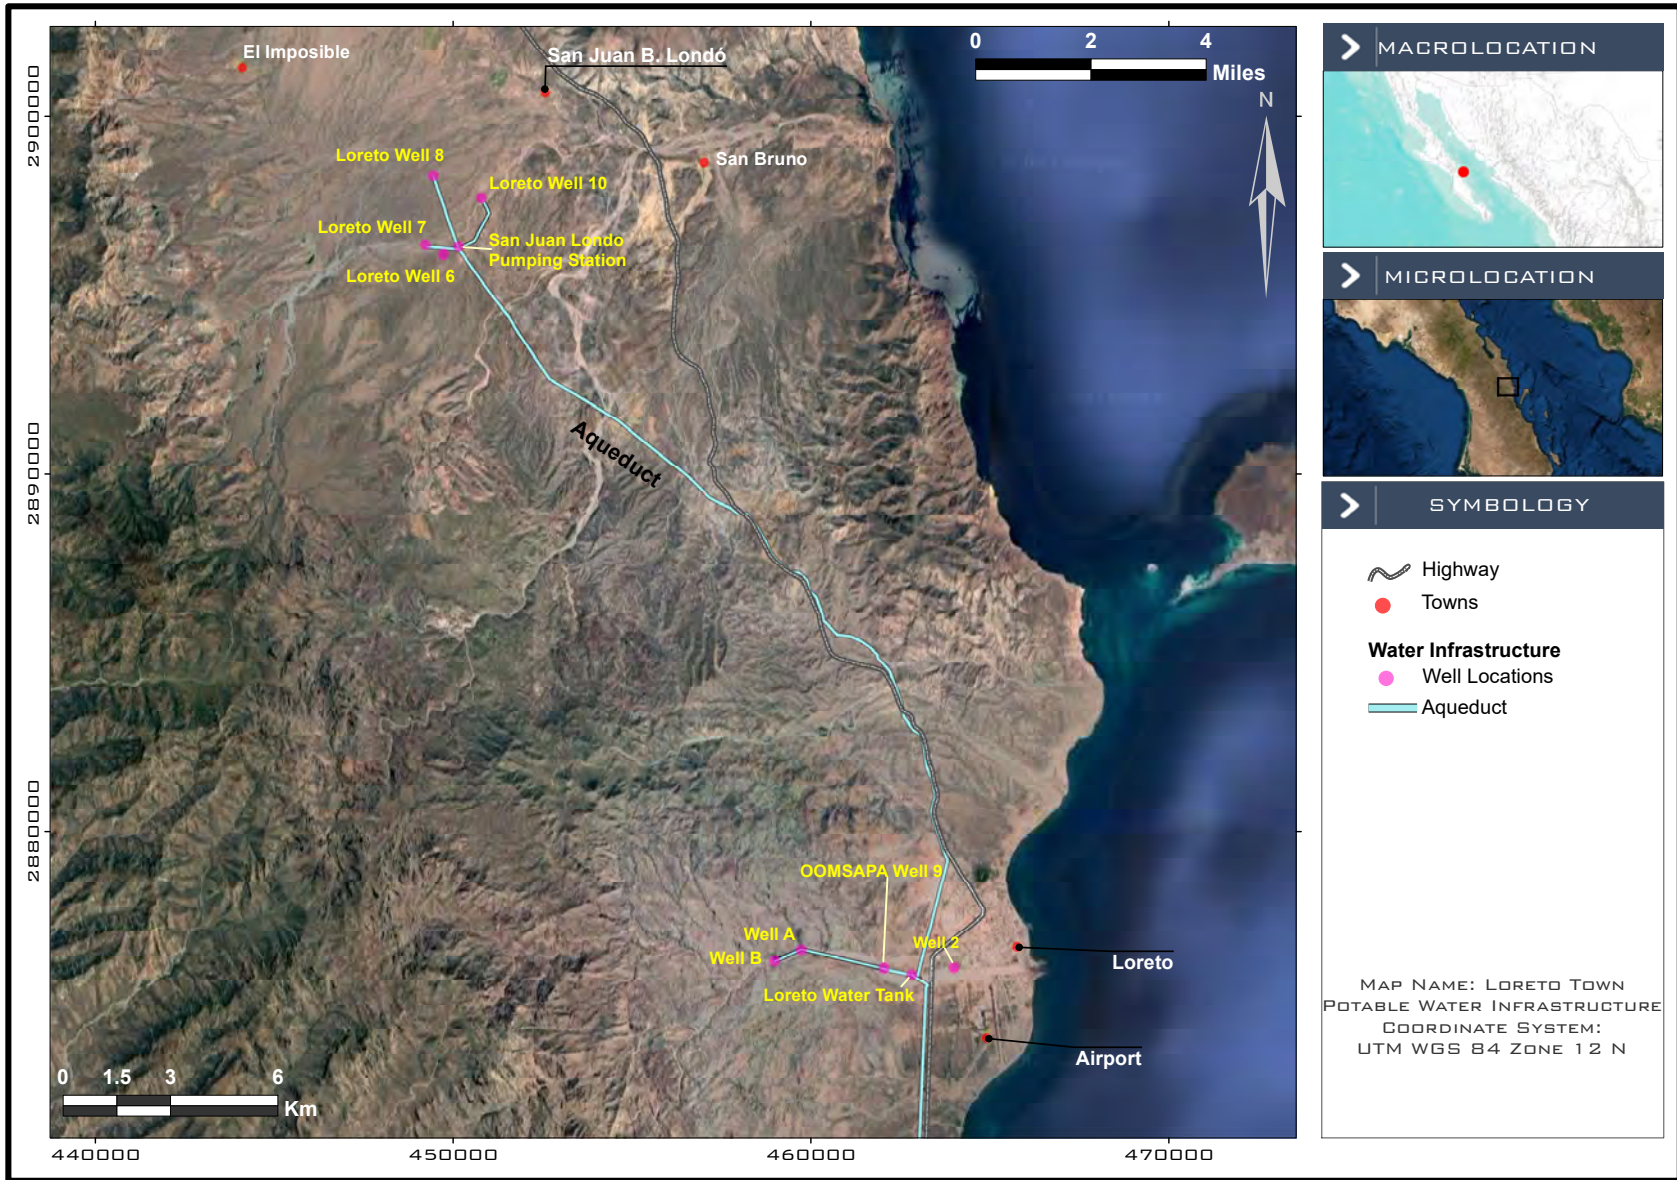 El Imposible
San Juan B. Londó
0 2 4
Miles
N
San Bruno
Loreto Well 8
Loreto Well 10
Loreto Well 7
San Juan Londo
Pumping Station
Loreto Well 6
Aqueduct
OOMSAPA Well 9
Well A
Well B
Well 2
Loreto Water Tank
Loreto
Airport
0 1.5 3 6
Km
2900000
2890000
2880000
440000 450000 460000 470000
MACROLOCATION
MICROLOCATION
SYMBOLOGY
Highway
Towns
Water Infrastructure
Well Locations
Aqueduct
MAP NAME: LORETO TOWN
POTABLE WATER INFRASTRUCTURE
COORDINATE SYSTEM:
UTM WGS 84 ZONE 12 N